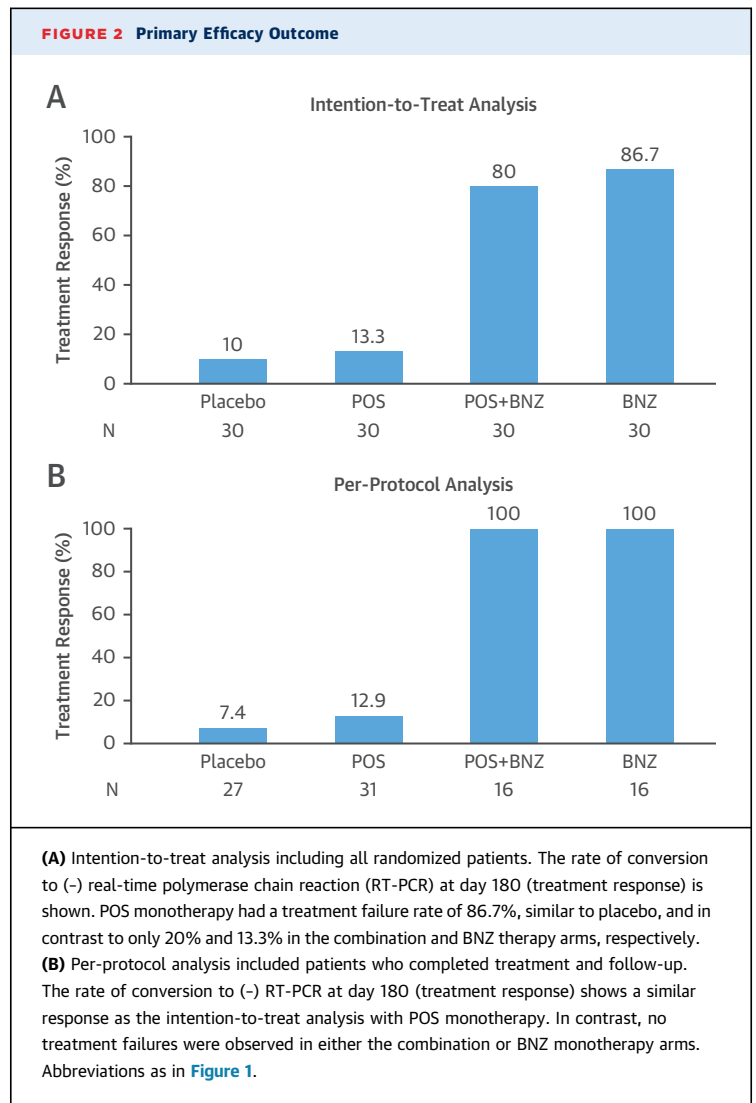 FIGURE 2 Primary Efficacy Outcome
A
Intention-to-Treat Analysis
Treatment Response (%)
100
80
60
40
20
0
10
13.3
80
86.7
Placebo POS POS+BNZ BNZ
N 30 30 30 30
B
Per-Protocol Analysis
Treatment Response (%)
100
80
60
40
20
0
7.4
12.9
100
100
Placebo POS POS+BNZ BNZ
N 27 31 16 16
(A) Intention-to-treat analysis including all randomized patients. The rate of conversion
to (-) real-time polymerase chain reaction (RT-PCR) at day 180 (treatment response) is
shown. POS monotherapy had a treatment failure rate of 86.7%, similar to placebo, and in
contrast to only 20% and 13.3% in the combination and BNZ therapy arms, respectively.
(B) Per-protocol analysis included patients who completed treatment and follow-up.
The rate of conversion to (-) RT-PCR at day 180 (treatment response) shows a similar
response as the intention-to-treat analysis with POS monotherapy. In contrast, no
treatment failures were observed in either the combination or BNZ monotherapy arms.
Abbreviations as in Figure 1.